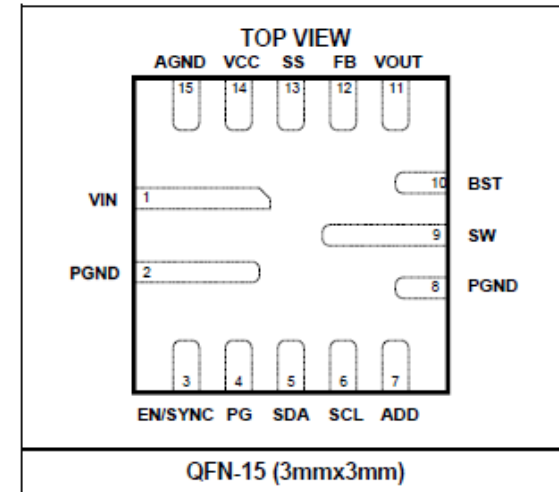 TOP VIEW
AGND VCC SS FB VOUT
15 14 13 12 11
10 BST
VIN 1
9 SW
PGND 2
8 PGND
3 4 5 6 7
EN/SYNC PG SDA SCL ADD
QFN-15 (3mmx3mm)